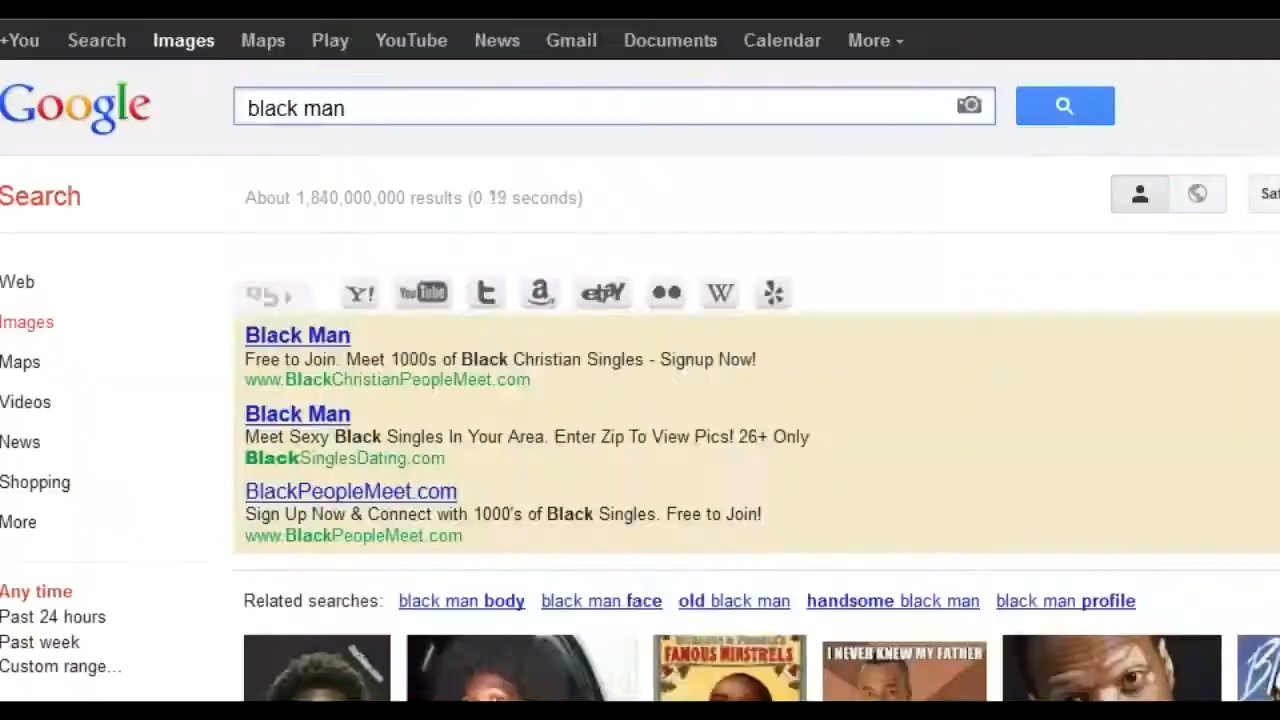 +You Search Images Maps Play YouTube News Gmail Documents Calendar More
Google
black man
Search
About 1,840,000,000 results (0.19 seconds)
Saf
Web
Images
Maps
Videos
News
Shopping
More
Any time
Past 24 hours
Past week
Custom range...
Y! YouTube t a ebay W
Black Man
Free to Join. Meet 1000s of Black Christian Singles - Signup Now!
www.BlackChristianPeopleMeet.com
Black Man
Meet Sexy Black Singles In Your Area. Enter Zip To View Pics! 26+ Only
BlackSinglesDating.com
BlackPeopleMeet.com
Sign Up Now & Connect with 1000's of Black Singles. Free to Join!
www.BlackPeopleMeet.com
Related searches: black man body black man face old black man handsome black man black man profile
FAMOUS MINSTRELS
I NEVER KNEW MY FATHER